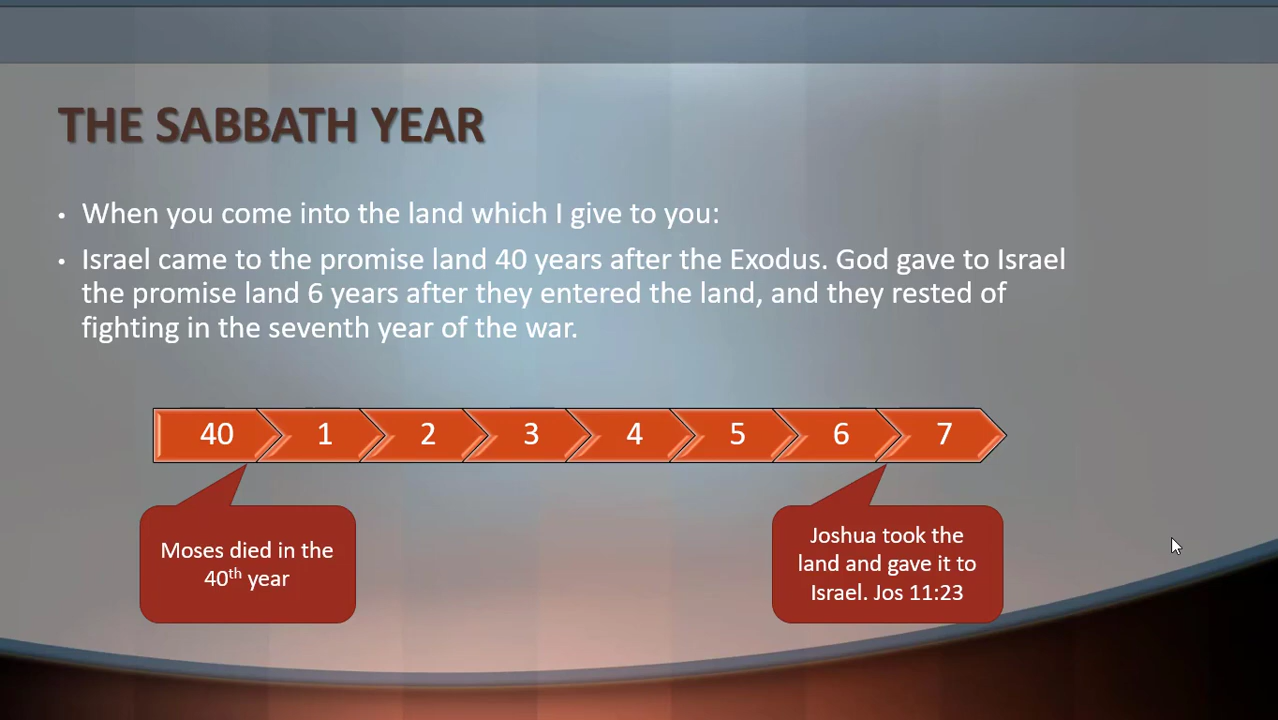 THE SABBATH YEAR
• When you come into the land which I give to you:
• Israel came to the promise land 40 years after the Exodus. God gave to Israel
the promise land 6 years after they entered the land, and they rested of
fighting in the seventh year of the war.
40 1 2 3 4 5 6 7
Moses died in the
40th year
Joshua took the
land and gave it to
Israel. Jos 11:23